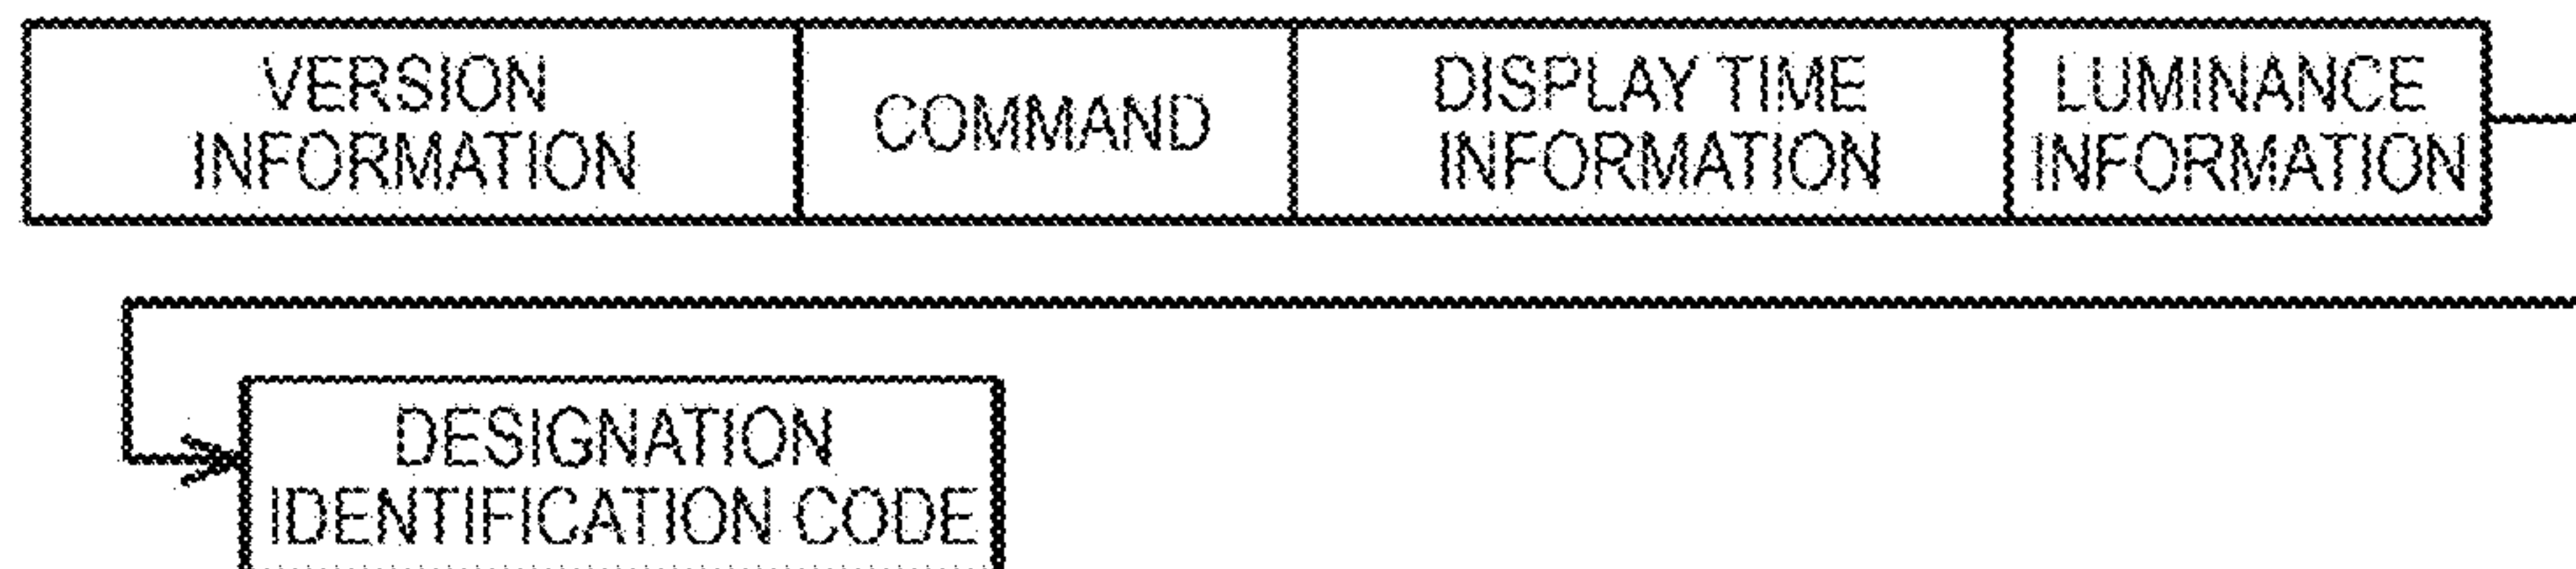 VERSION
INFORMATION
COMMAND
DISPLAY TIME
INFORMATION
LUMINANCE
INFORMATION
DESIGNATION
IDENTIFICATION CODE